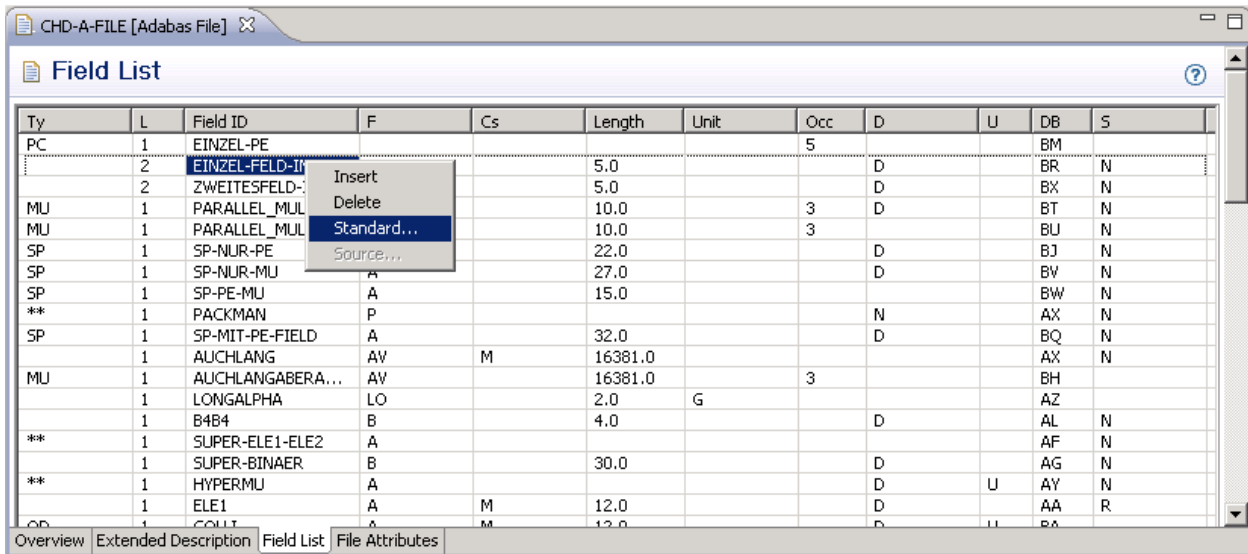 CHD-A-FILE [Adabas File]
Field List
Ty L Field ID F Cs Length Unit Occ D U DB S
PC 1 EINZEL-PE 5 BM
2 EINZEL-FELD-IN 5.0 D BR N
2 ZWEITESFELD- 5.0 D BX N
MU 1 PARALLEL_MUL 10.0 3 D BT N
MU 1 PARALLEL_MUL 10.0 3 BU N
SP 1 SP-NUR-PE 22.0 D BJ N
SP 1 SP-NUR-MU A 27.0 D BV N
SP 1 SP-PE-MU A 15.0 BW N
** 1 PACKMAN P N AX N
SP 1 SP-MIT-PE-FIELD A 32.0 D BQ N
1 AUCHLANG AV M 16381.0 AX N
MU 1 AUCHLANGABERA... AV 16381.0 3 BH
1 LONGALPHA LO 2.0 G AZ
1 B4B4 B 4.0 D AL N
** 1 SUPER-ELE1-ELE2 A AF N
1 SUPER-BINAER B 30.0 D AG N
** 1 HYPERMU A D U AY N
1 ELE1 A M 12.0 D AA R
1 A M 12.0 D U BA
Insert
Delete
Standard...
Source...
Overview Extended Description Field List File Attributes